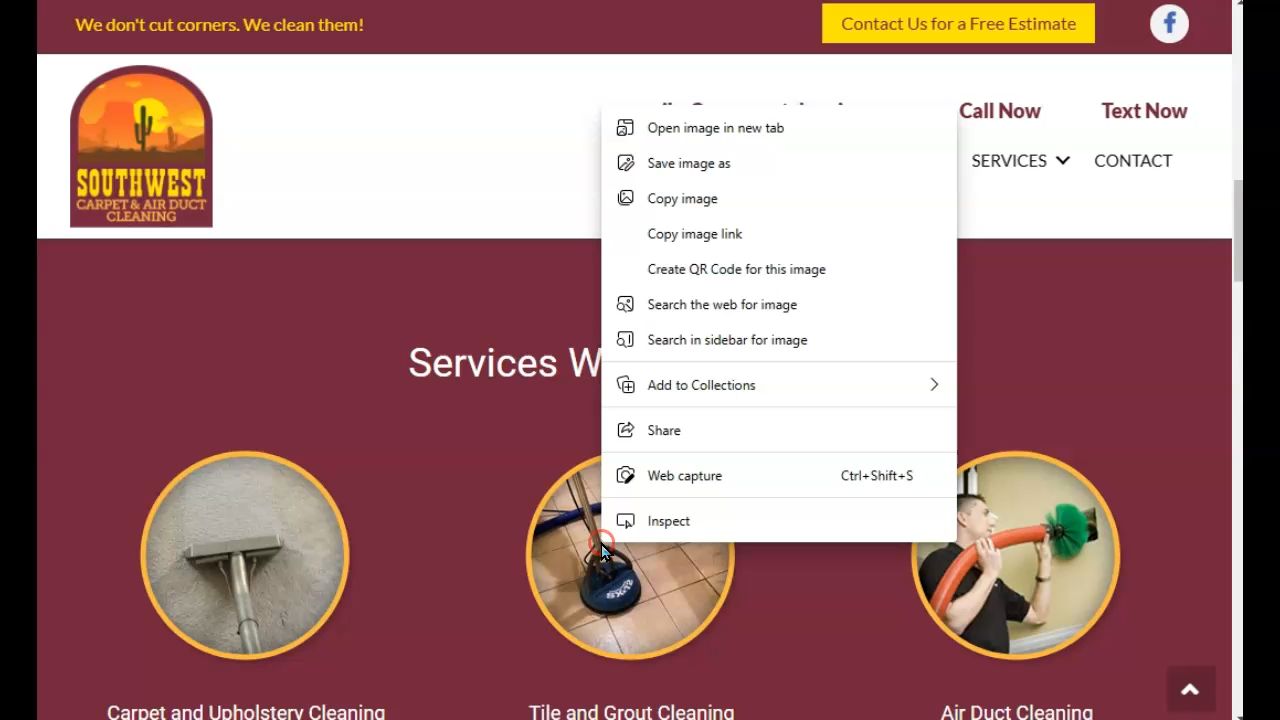 We don't cut corners. We clean them!
Contact Us for a Free Estimate
f
Call Now
Text Now
SERVICES
CONTACT
SOUTHWEST
CARPET & AIR DUCT
CLEANING
Open image in new tab
Save image as
Copy image
Copy image link
Create QR Code for this image
Search the web for image
Search in sidebar for image
Add to Collections
Share
Web capture Ctrl+Shift+S
Inspect
Services W
SX-12
Carpet and Upholstery Cleaning
Tile and Grout Cleaning
Air Duct Cleaning